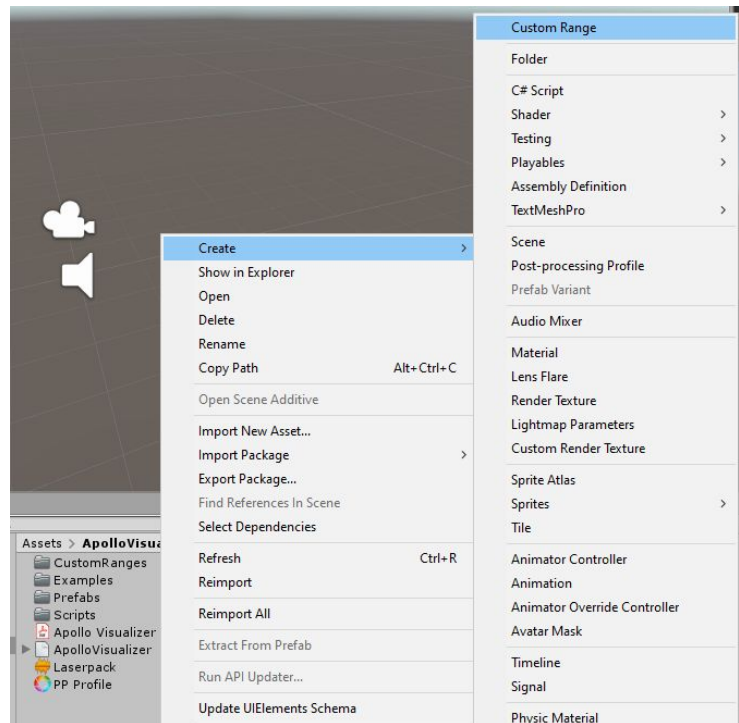 Custom Range
Folder
C# Script
Shader
Testing
Playables
Assembly Definition
TextMeshPro
Scene
Post-processing Profile
Prefab Variant
Audio Mixer
Material
Lens Flare
Render Texture
Lightmap Parameters
Custom Render Texture
Sprite Atlas
Sprites
Tile
Animator Controller
Animation
Animator Override Controller
Avatar Mask
Timeline
Signal
Physic Material
Create
Show in Explorer
Open
Delete
Rename
Copy Path Alt+Ctrl+C
Open Scene Additive
Import New Asset...
Import Package
Export Package...
Find References In Scene
Select Dependencies
Refresh Ctrl+R
Reimport
Reimport All
Extract From Prefab
Run API Updater...
Update UIElements Schema
Assets > ApolloVisua
CustomRanges
Examples
Prefabs
Scripts
Apollo Visualizer
ApolloVisualizer
Laserpack
PP Profile